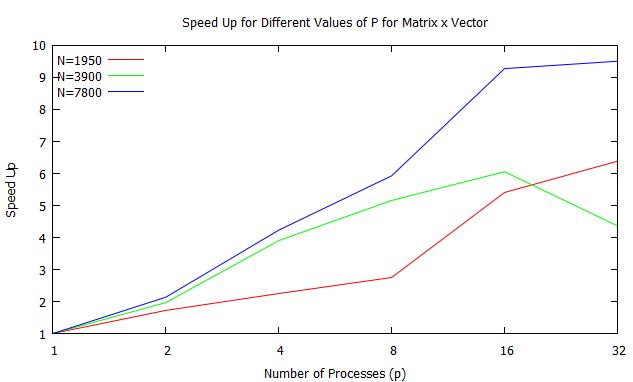 Speed Up for Different Values of P for Matrix x Vector
10
9
8
7
6
5
4
3
2
1
Speed Up
N=1950
N=3900
N=7800
1 2 4 8 16 32
Number of Processes (p)